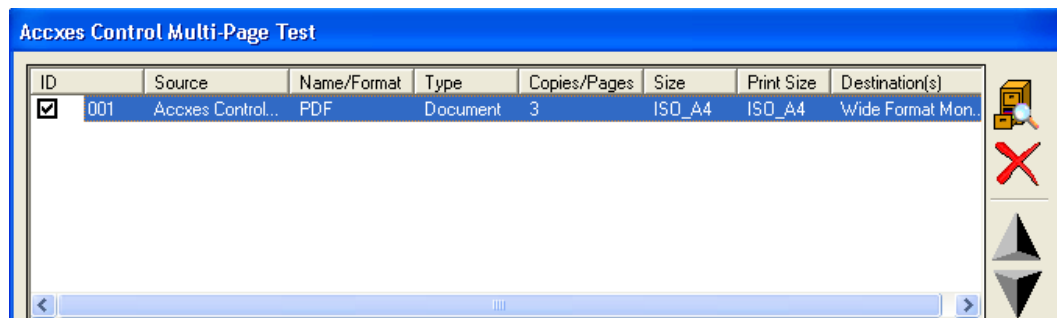 Accxes Control Multi-Page Test
ID Source Name/Format Type Copies/Pages Size Print Size Destination(s)
001 Accxes Control... PDF Document 3 ISO_A4 ISO_A4 Wide Format Mon...